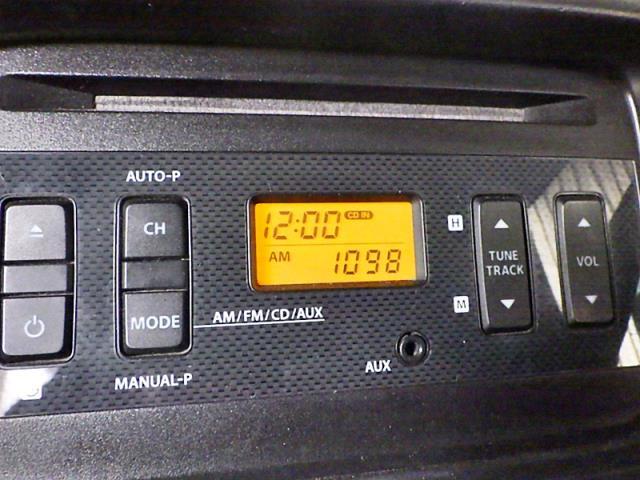 AUTO-P
CH
12:00 CD IN
H
AM 1098
TUNE
TRACK
VOL
M
MODE
AM/FM/CD/AUX
AUX
MANUAL-P